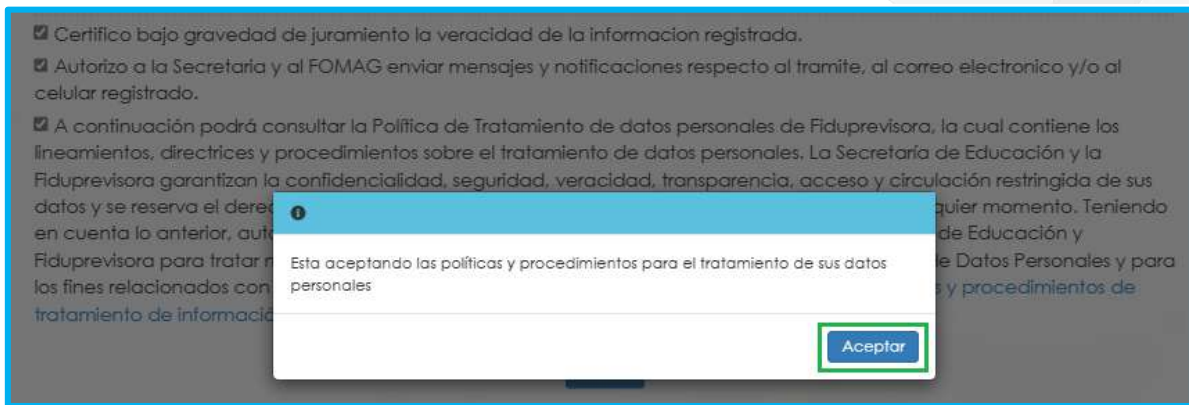 Certifico bajo gravedad de juramento la veracidad de la informacion registrada.
Autorizo a la Secretaria y al FOMAG enviar mensajes y notificaciones respecto al tramite, al correo electronico y/o al
celular registrado.
A continuación podrá consultar la Política de Tratamiento de datos personales de Fiduprevisora, la cual contiene los
lineamientos, directrices y procedimientos sobre el tratamiento de datos personales. La Secretaría de Educación y la
Fiduprevisora garantizan la confidencialidad, seguridad, veracidad, transparencia, acceso y circulación restringida de sus
datos y se reserva el momento. Teniendo
en cuenta lo anterior, de Educación y
Fiduprevisora para tratar de Datos Personales y para
los fines relacionados con y procedimientos de
tratamiento de
Esta aceptando las políticas y procedimientos para el tratamiento de sus datos
personales
Aceptar